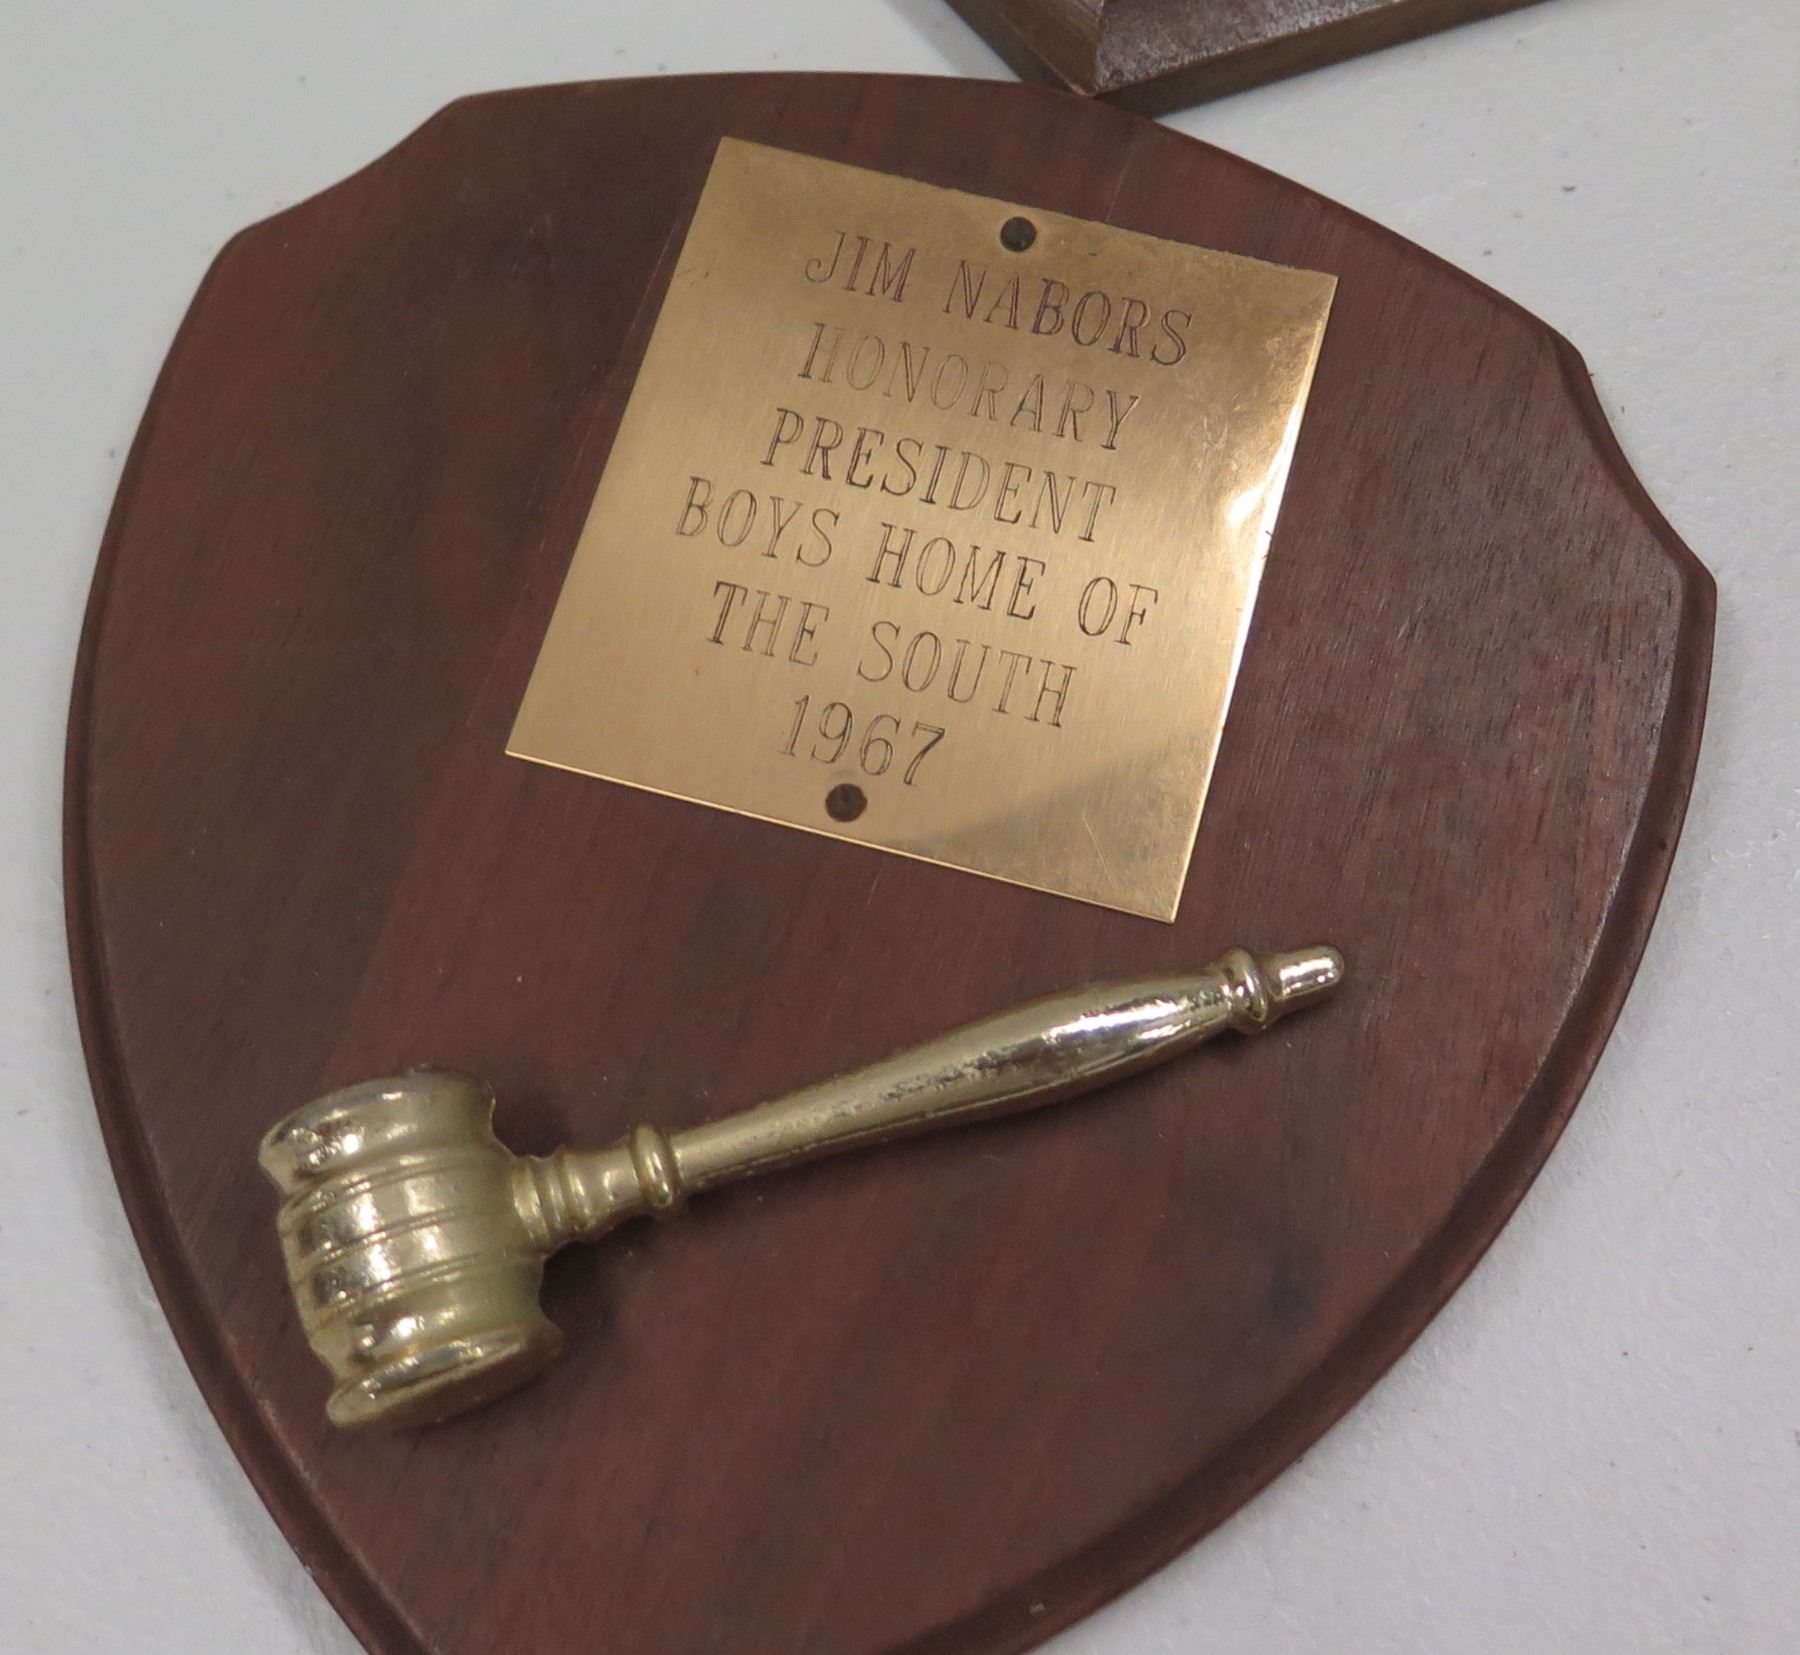 JIM NABORS
HONORARY
PRESIDENT
BOYS HOME OF
THE SOUTH
1967